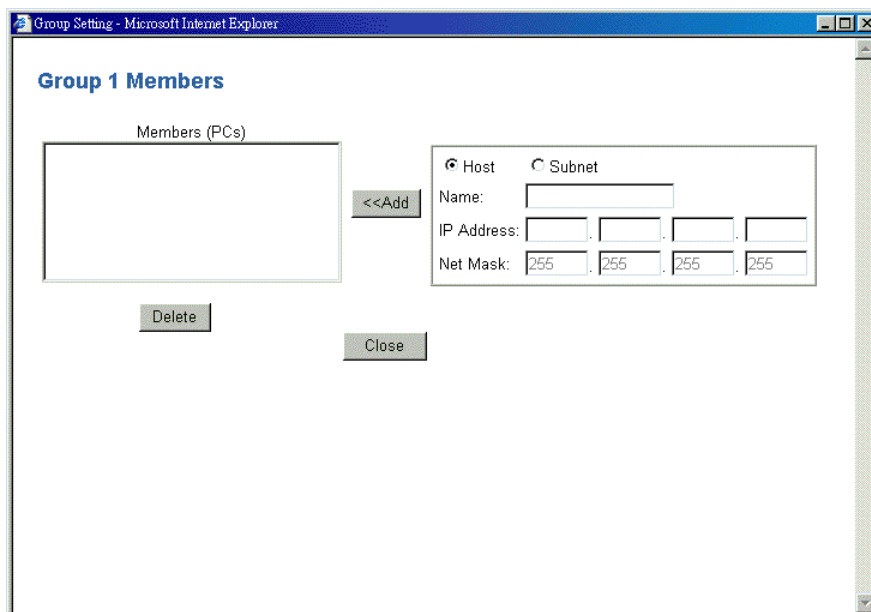 Group Setting - Microsoft Internet Explorer
Group 1 Members
Members (PCs)
Host Subnet
<<Add
Name:
IP Address: . . .
Net Mask: 255 . 255 . 255 . 255
Delete
Close